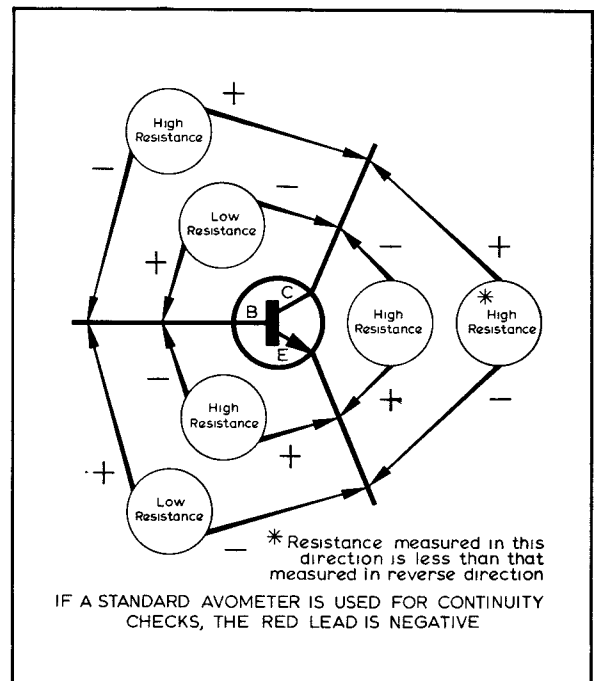 +
High
Resistance
−
−
Low
Resistance
+
B
C
E
−
High
Resistance
+
+
*
High
Resistance
−
−
High
Resistance
+
+
Low
Resistance
−
* Resistance measured in this
direction is less than that
measured in reverse direction
IF A STANDARD AVOMETER IS USED FOR CONTINUITY
CHECKS, THE RED LEAD IS NEGATIVE